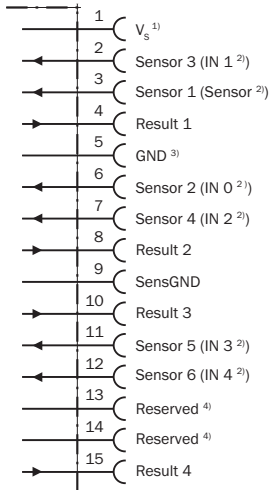 1 V_S 1)
2 Sensor 3 (IN 1 2))
3 Sensor 1 (Sensor 2))
4 Result 1
5 GND 3)
6 Sensor 2 (IN 0 2))
7 Sensor 4 (IN 2 2))
8 Result 2
9 SensGND
10 Result 3
11 Sensor 5 (IN 3 2))
12 Sensor 6 (IN 4 2))
13 Reserved 4)
14 Reserved 4)
15 Result 4